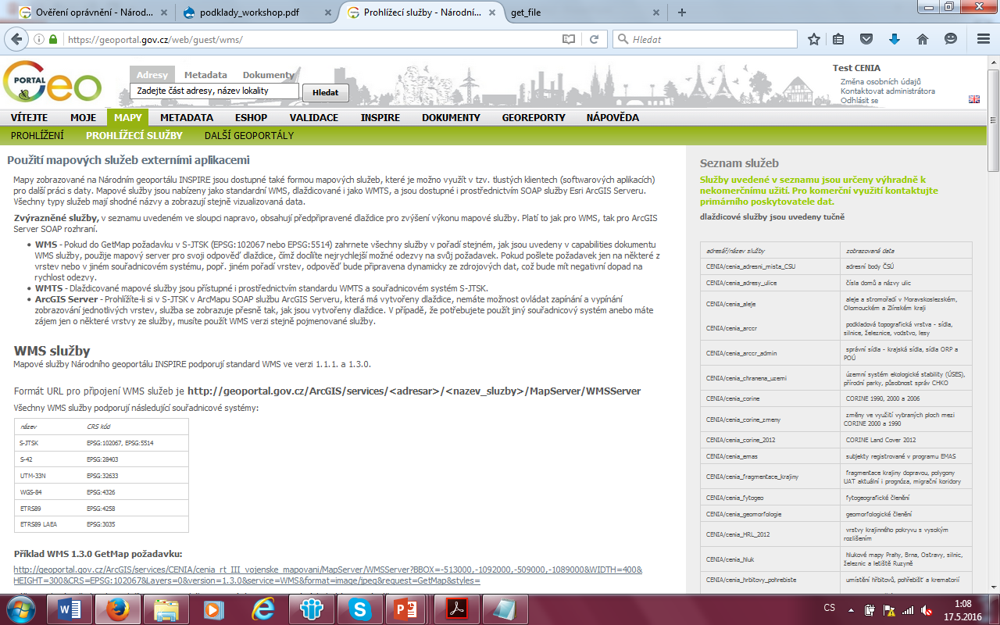 Ověření oprávnění - Národ...
podklady_workshop.pdf
Prohlížecí služby - Národní...
get_file
https://geoportal.gov.cz/web/guest/wms/
Hledat
PORTAL
Geo
Adresy
Metadata
Dokumenty
Zadejte část adresy, název lokality
Hledat
Test CENIA
Změna osobních údajů
Kontaktovat administrátora
Odhlásit se
VÍTEJTE MOJE MAPY METADATA ESHOP VALIDACE INSPIRE DOKUMENTY GEOREPORTY NÁPOVĚDA
PROHLÍŽENÍ PROHLÍŽECÍ SLUŽBY DALŠÍ GEOPORTÁLY
Použití mapových služeb externími aplikacemi
Mapy zobrazované na Národním geoportálu INSPIRE jsou dostupné také formou mapových služeb, které je možno využít v tzv. tlustých klientech (softwarových aplikacích)
pro další práci s daty. Mapové služby jsou nabízeny jako standardní WMS, dlaždicované i jako WMTS, a jsou dostupné i prostřednictvím SOAP služby Esri ArcGIS Serveru.
Všechny typy služeb mají shodné názvy a zobrazují stejně vizualizovaná data.
Zvýrazněné služby, v seznamu uvedeném ve sloupci napravo, obsahují předpřipravené dlaždice pro zvýšení výkonu mapové služby. Platí to jak pro WMS, tak pro ArcGIS
Server SOAP rozhraní.
• WMS - Pokud do GetMap požadavku v S-JTSK (EPSG:102067 nebo EPSG:5514) zahrnete všechny služby v pořadí stejném, jak jsou uvedeny v capabilities dokumentu
WMS služby, použije mapový server pro svoji odpověď dlaždice, čímž docílíte nejrychlejší možné odezvy na svůj požadavek. Pokud pošlete požadavek jen na některé z
vrstev nebo v jiném souřadnicovém systému, popř. jiném pořadí vrstev, odpověď bude připravena dynamicky ze zdrojových dat, což bude mít negativní dopad na
rychlost odezvy.
• WMTS - Dlaždicované mapové služby jsou přístupné i prostřednictvím standardu WMTS a souřadnicovém systém S-JTSK.
• ArcGIS Server - Prohlížíte-li si v S-JTSK v ArcMapu SOAP službu ArcGIS Serveru, která má vytvořeny dlaždice, nemáte možnost ovládat zapínání a vypínání
zobrazování jednotlivých vrstev, služba se zobrazuje přesně tak, jak jsou vytvořeny dlaždice. V případě, že potřebujete použít jiný souřadnicový systém anebo máte
zájem jen o některé vrstvy ze služby, musíte použít WMS verzi stejně pojmenované služby.
WMS služby
Mapové služby Národního geoportálu INSPIRE podporují standard WMS ve verzi 1.1.1. a 1.3.0.
Formát URL pro připojení WMS služeb je http://geoportal.gov.cz/ArcGIS/services/<adresar>/<nazev_sluzby>/MapServer/WMSServer
Všechny WMS služby podporují následující souřadnicové systémy:
název CRS kód
S-JTSK EPSG:102067, EPSG:5514
S-42 EPSG:28403
UTM-33N EPSG:32633
WGS-84 EPSG:4326
ETRS89 EPSG:4258
ETRS89 LAEA EPSG:3035
Příklad WMS 1.3.0 GetMap požadavku:
http://geoportal.gov.cz/ArcGIS/services/CENIA/cenia_rt_III_vojenske_mapovani/MapServer/WMSServer?BBOX=-513000,-1092000,-509000,-1089000&WIDTH=400&
HEIGHT=300&CRS=EPSG:102067&Layers=0&version=1.3.0&service=WMS&format=image/jpeg&request=GetMap&styles=
Seznam služeb
Služby uvedené v seznamu jsou určeny výhradně k
nekomerčnímu užití. Pro komerční využití kontaktujte
primárního poskytovatele dat.
dlaždicové služby jsou uvedeny tučně
adresář/název služby zobrazovaná data
CENIA/cenia_adresni_mista_CSU adresní body ČSÚ
CENIA/cenia_adresy_ulice čísla domů a názvy ulic
CENIA/cenia_aleje aleje a stromořadí v Moravskoslezském,
Olomouckém a Zlínském kraji
CENIA/cenia_arccr podkladová topografická vrstva - sídla,
silnice, železnice, vodstvo, lesy
CENIA/cenia_arccr_admin správní sídla - krajská sídla, sídla ORP a
POÚ
CENIA/cenia_chranena_uzemi územní systém ekologické stability (ÚSES),
přírodní parky, působnost správ CHKO
CENIA/cenia_corine CORINE 1990, 2000 a 2006
CENIA/cenia_corine_zmeny změny ve využití vybraných ploch mezi
CORINE 2000 a 1990
CENIA/cenia_corine_2012 CORINE Land Cover 2012
CENIA/cenia_emas subjekty registrované v programu EMAS
CENIA/cenia_fragmentace_krajiny fragmentace krajiny dopravou, polygony
UAT aktuální i prognóza, migrační koridory
CENIA/cenia_fytogeo fytogeografické členění
CENIA/cenia_geomorfologie geomorfologické členění
CENIA/cenia_HRL_2012 vrstvy krajinného pokryvu s vysokým
rozlišením
CENIA/cenia_hluk hlukové mapy Prahy, Brna, Ostravy, silnic,
železnic a letiště Ruzyně
CENIA/cenia_hrbitovy_pohrebiste umístění hřbitovů, pohřebišť a krematorií
CS
1:08
17.5.2016